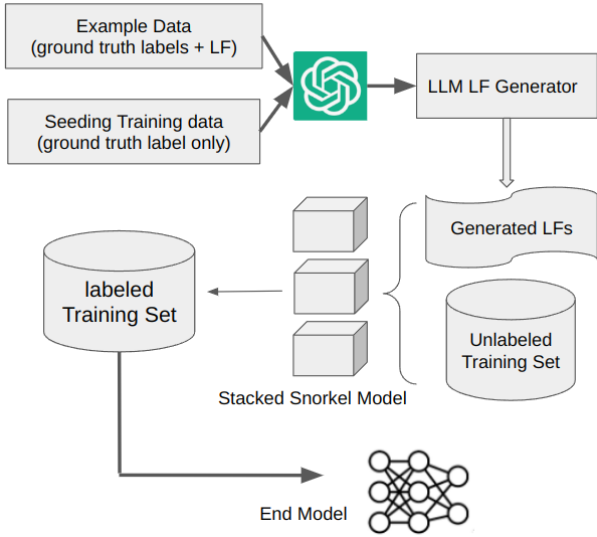 Example Data
(ground truth labels + LF)
Seeding Training data
(ground truth label only)
LLM LF Generator
Generated LFs
Unlabeled
Training Set
Stacked Snorkel Model
labeled
Training Set
End Model